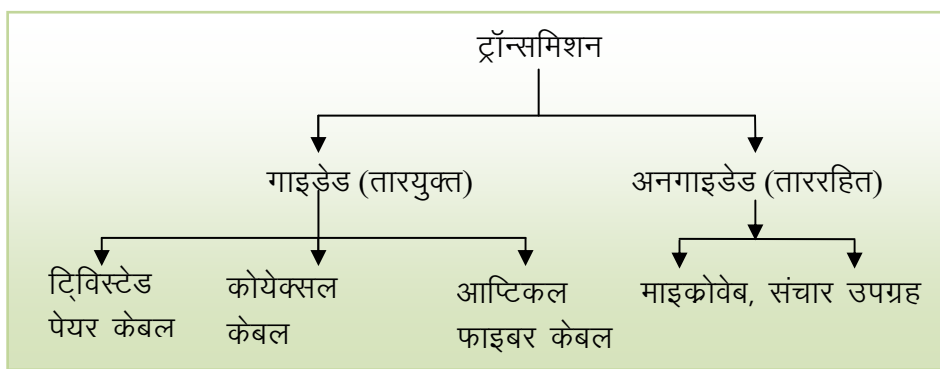 ट्रॉन्समिशन
गाइडेड (तारयुक्त)
अनगाइडेड (ताररहित)
टि्विस्टेड
पेयर केबल
कोयेक्सल
केबल
आप्टिकल
फाइबर केबल
माइकोवेब, संचार उपग्रह